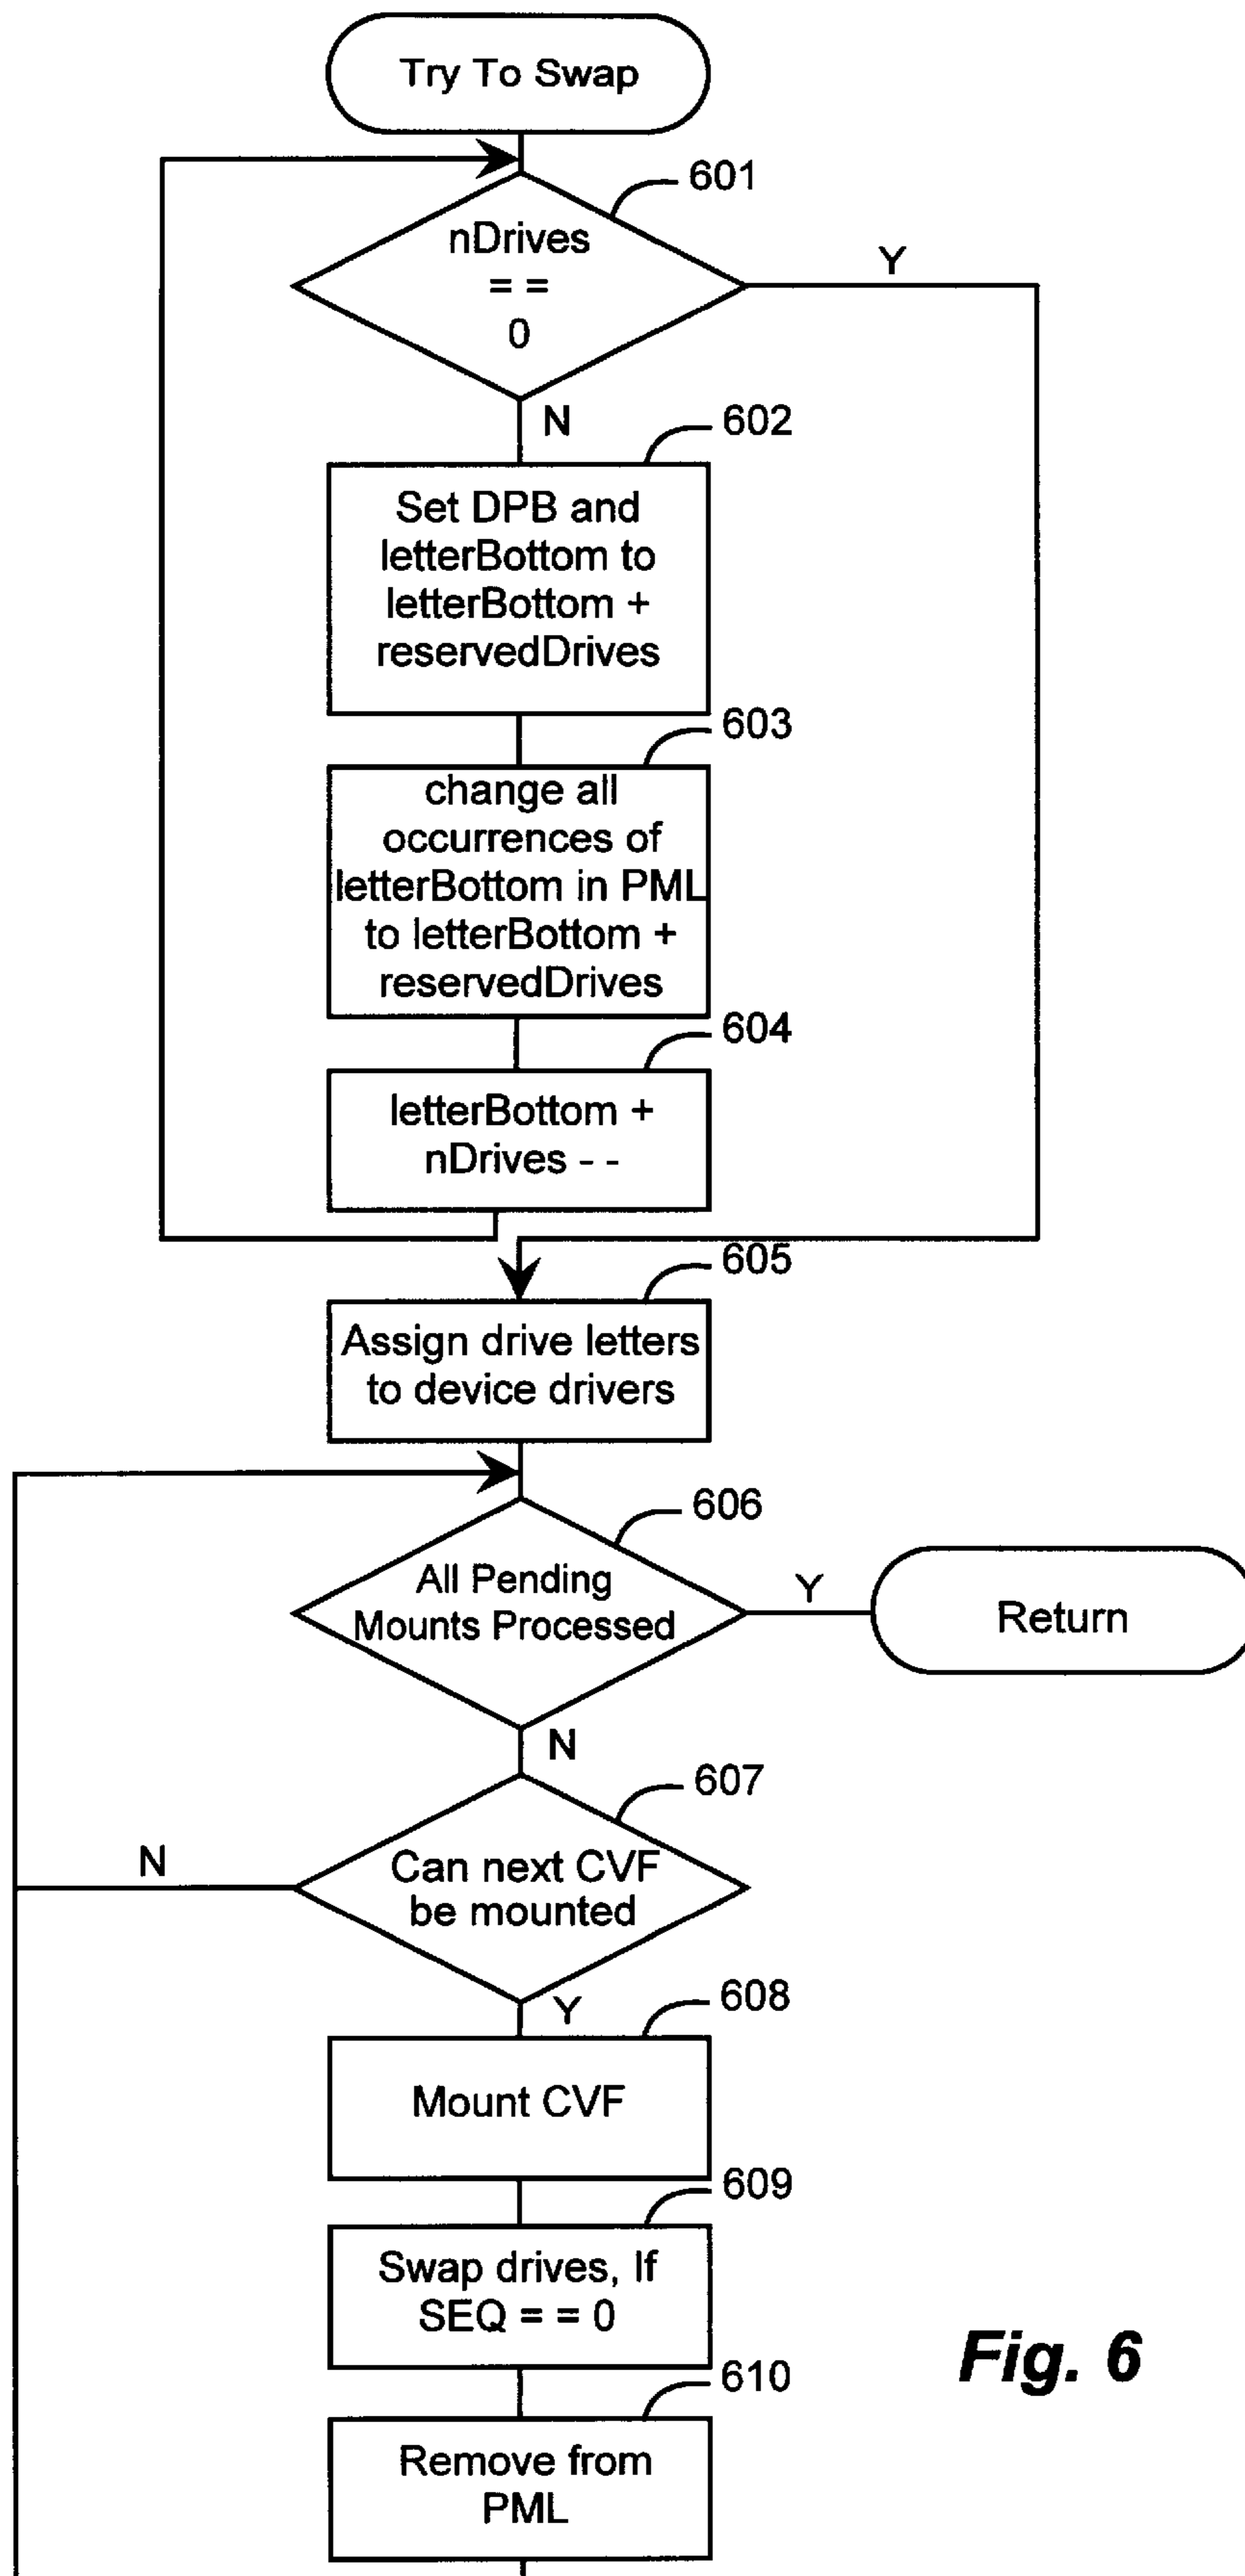 Try To Swap
601
nDrives
= =
0
Y
N
602
Set DPB and
letterBottom to
letterBottom +
reservedDrives
603
change all
occurrences of
letterBottom in PML
to letterBottom +
reservedDrives
604
letterBottom +
nDrives - -
605
Assign drive letters
to device drivers
606
All Pending
Mounts Processed
Y
Return
N
607
Can next CVF
be mounted
N
Y
608
Mount CVF
609
Swap drives, If
SEQ = = 0
610
Remove from
PML
Fig. 6